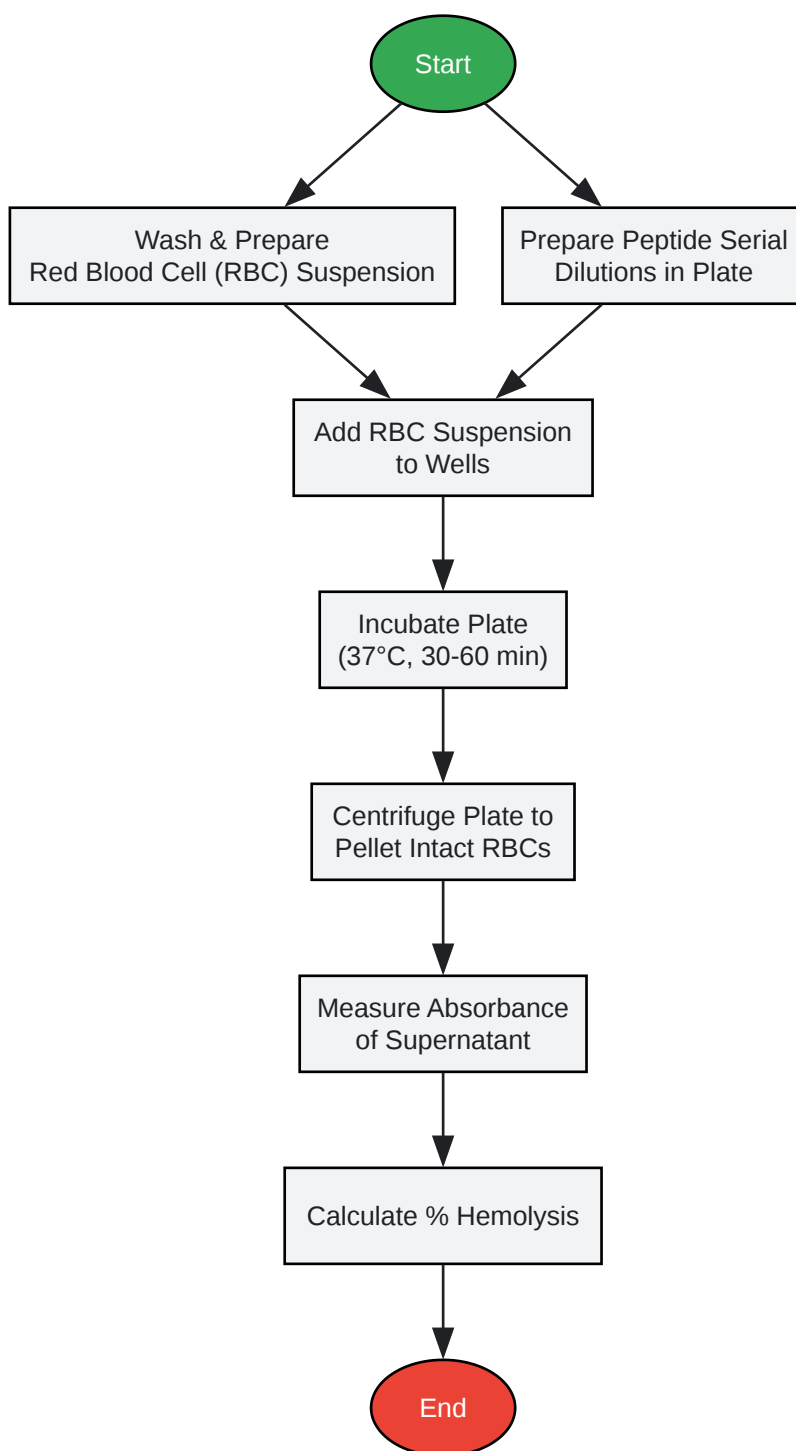 Start
Wash & Prepare
Red Blood Cell (RBC) Suspension
Prepare Peptide Serial
Dilutions in Plate
Add RBC Suspension
to Wells
Incubate Plate
(37°C, 30-60 min)
Centrifuge Plate to
Pellet Intact RBCs
Measure Absorbance
of Supernatant
Calculate % Hemolysis
End